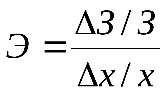 Э = ΔЗ / З
Δx / x